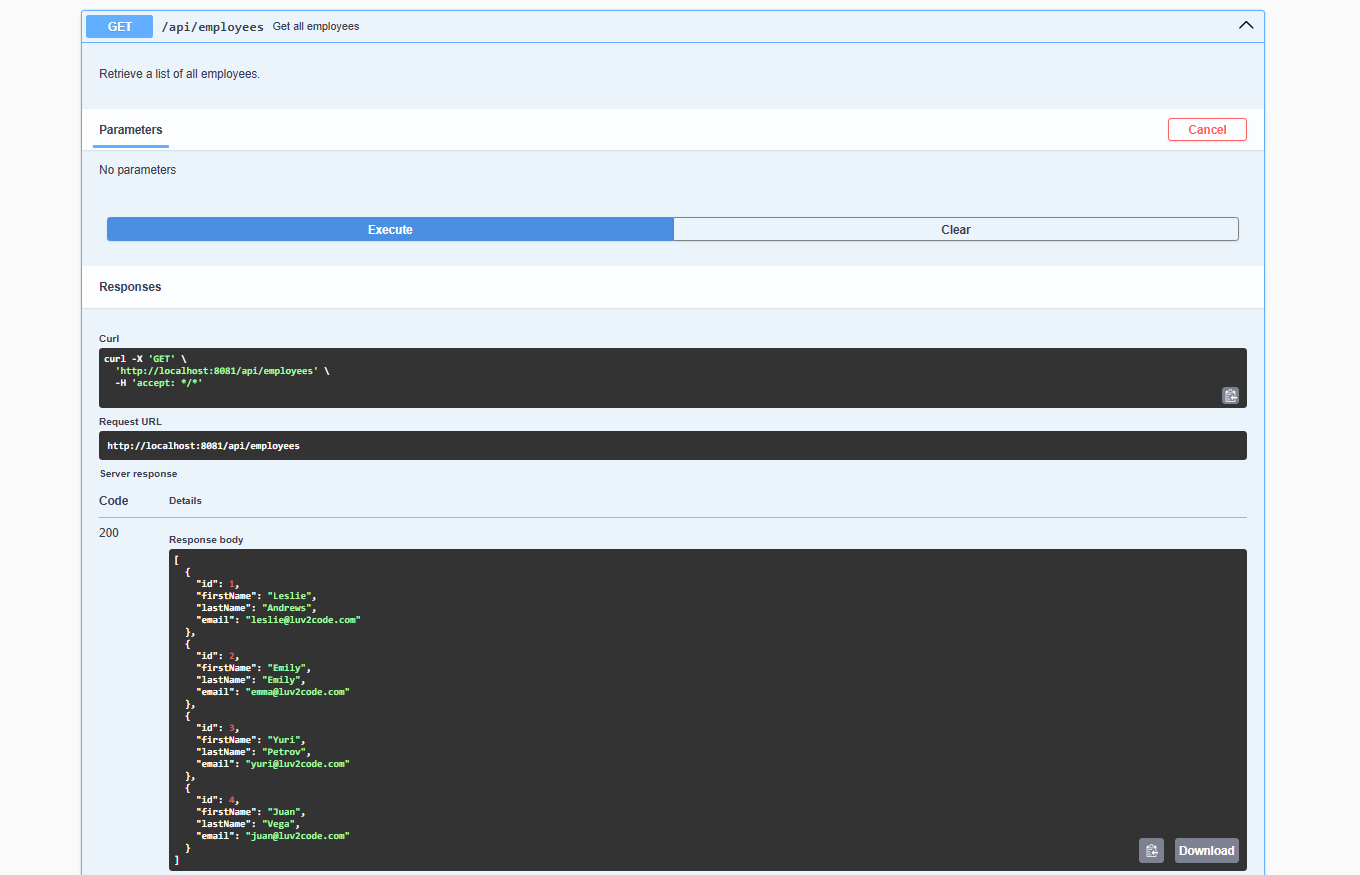 GET /api/employees Get all employees
Retrieve a list of all employees.
Parameters
Cancel
No parameters
Execute
Clear
Responses
Curl
curl -X 'GET' \
  'http://localhost:8081/api/employees' \
  -H 'accept: */*'
Request URL
http://localhost:8081/api/employees
Server response
Code Details
200
Response body
[
  {
    "id": 1,
    "firstName": "Leslie",
    "lastName": "Andrews",
    "email": "leslie@luv2code.com"
  },
  {
    "id": 2,
    "firstName": "Emily",
    "lastName": "Emily",
    "email": "emma@luv2code.com"
  },
  {
    "id": 3,
    "firstName": "Yuri",
    "lastName": "Petrov",
    "email": "yuri@luv2code.com"
  },
  {
    "id": 4,
    "firstName": "Juan",
    "lastName": "Vega",
    "email": "juan@luv2code.com"
  }
]
Download